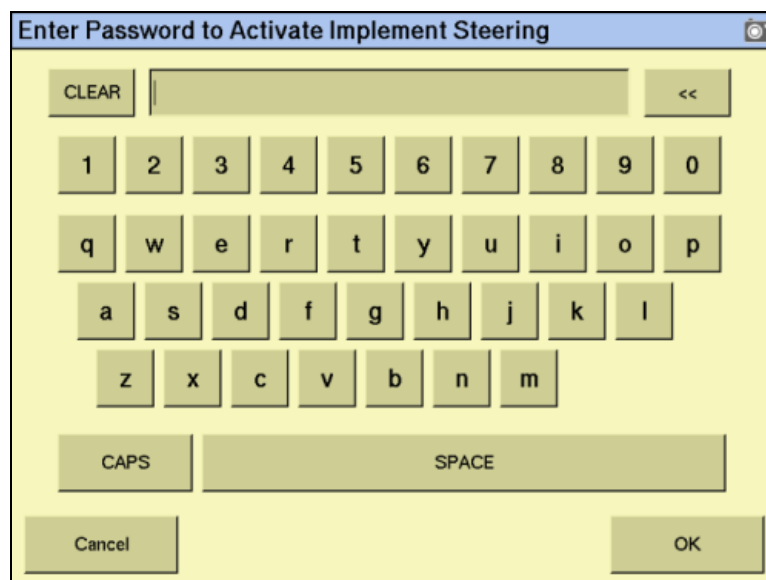 Enter Password to Activate Implement Steering
CLEAR <<
1 2 3 4 5 6 7 8 9 0
q w e r t y u i o p
a s d f g h j k l
z x c v b n m
CAPS SPACE
Cancel OK